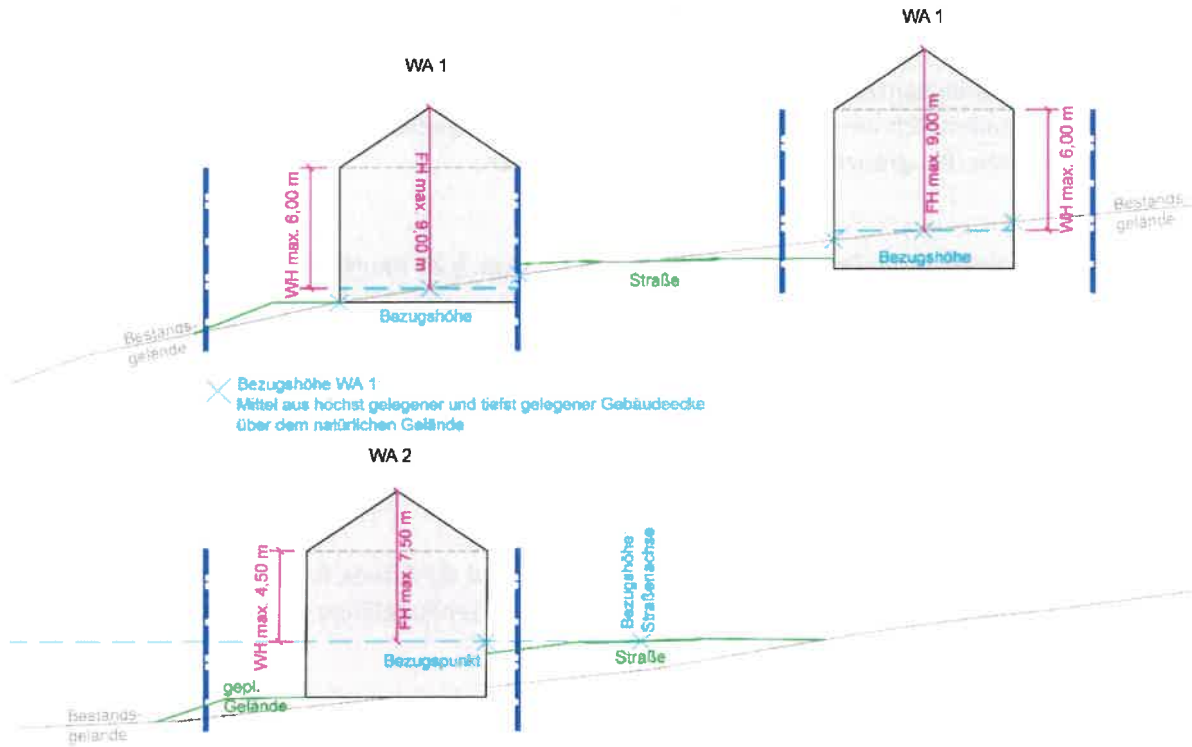 WA 1
WA 1
WH max. 6,00 m
FH max. 9,00 m
FH max. 9,00 m
WH max. 6,00 m
Bestands-
gelände
Bezugshöhe
Straße
Bezugshöhe
Bestands-
gelände
Bezugshöhe WA 1
Mittel aus höchst gelegener und tiefst gelegener Gebäudeecke
über dem natürlichen Gelände
WA 2
WH max. 4,50 m
FH max. 7,50 m
Bezugshöhe
Straßenachse
Bezugspunkt
Straße
gepl.
Gelände
Bestands-
gelände